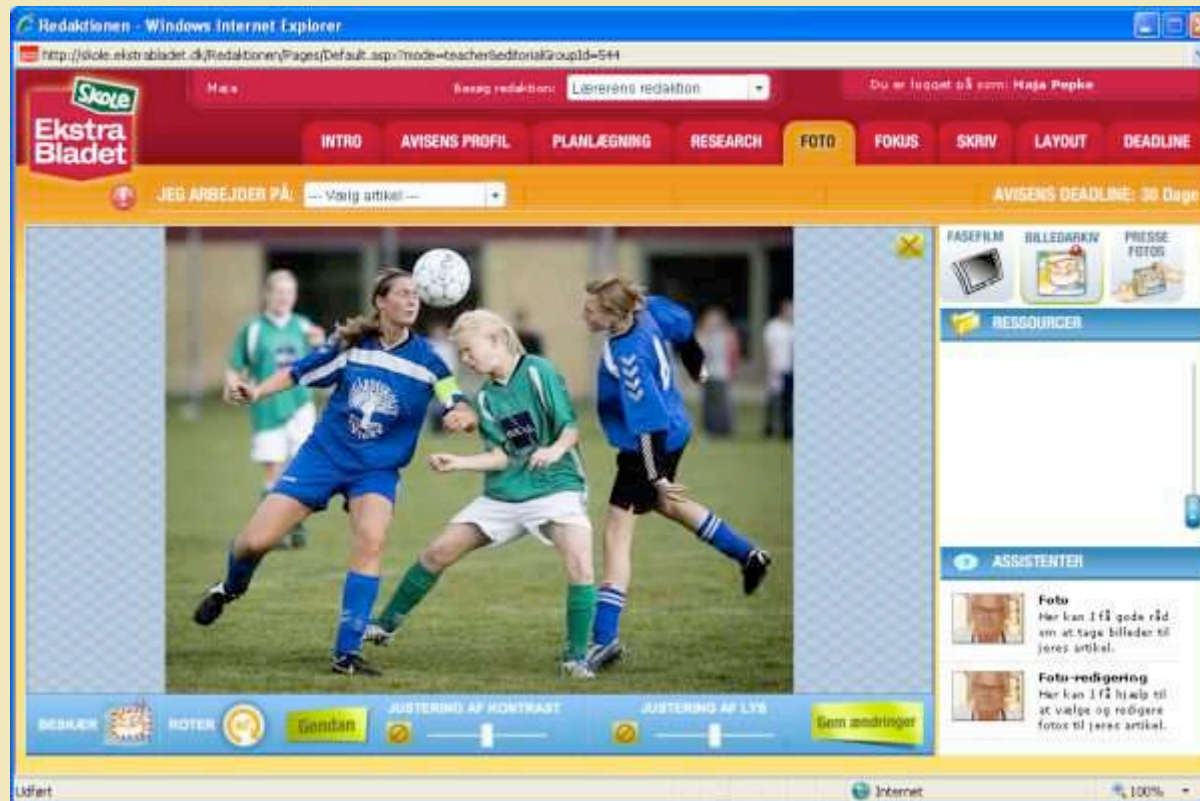 Redaktionen - Windows Internet Explorer
http://skole.ekstrabladet.dk/Redaktionen/Pages/Default.aspx?mode=teacher&editorialGroupId=544
Skole
Ekstra
Bladet
Maja
Besøg redaktion:
Lærerens redaktion
Du er logget på som: Maja Pepke
INTRO
AVISENS PROFIL
PLANLÆGNING
RESEARCH
FOTO
FOKUS
SKRIV
LAYOUT
DEADLINE
JEG ARBEJDER PÅ:
--- Vælg artikel ---
AVISENS DEADLINE: 30 Dage
FASEFILM
BILLEDARKIV
PRESSE
FOTOS
RESSOURCER
ASSISTENTER
Foto
Her kan I få gode råd
om at tage billeder til
jeres artikel.
Foto-redigering
Her kan I få hjælp til
at vælge og redigere
fotos til jeres artikel.
BESKÆR
ROTER
Gendan
JUSTERING AF KONTRAST
JUSTERING AF LYS
Gem ændringer
Udført
Internet
100%